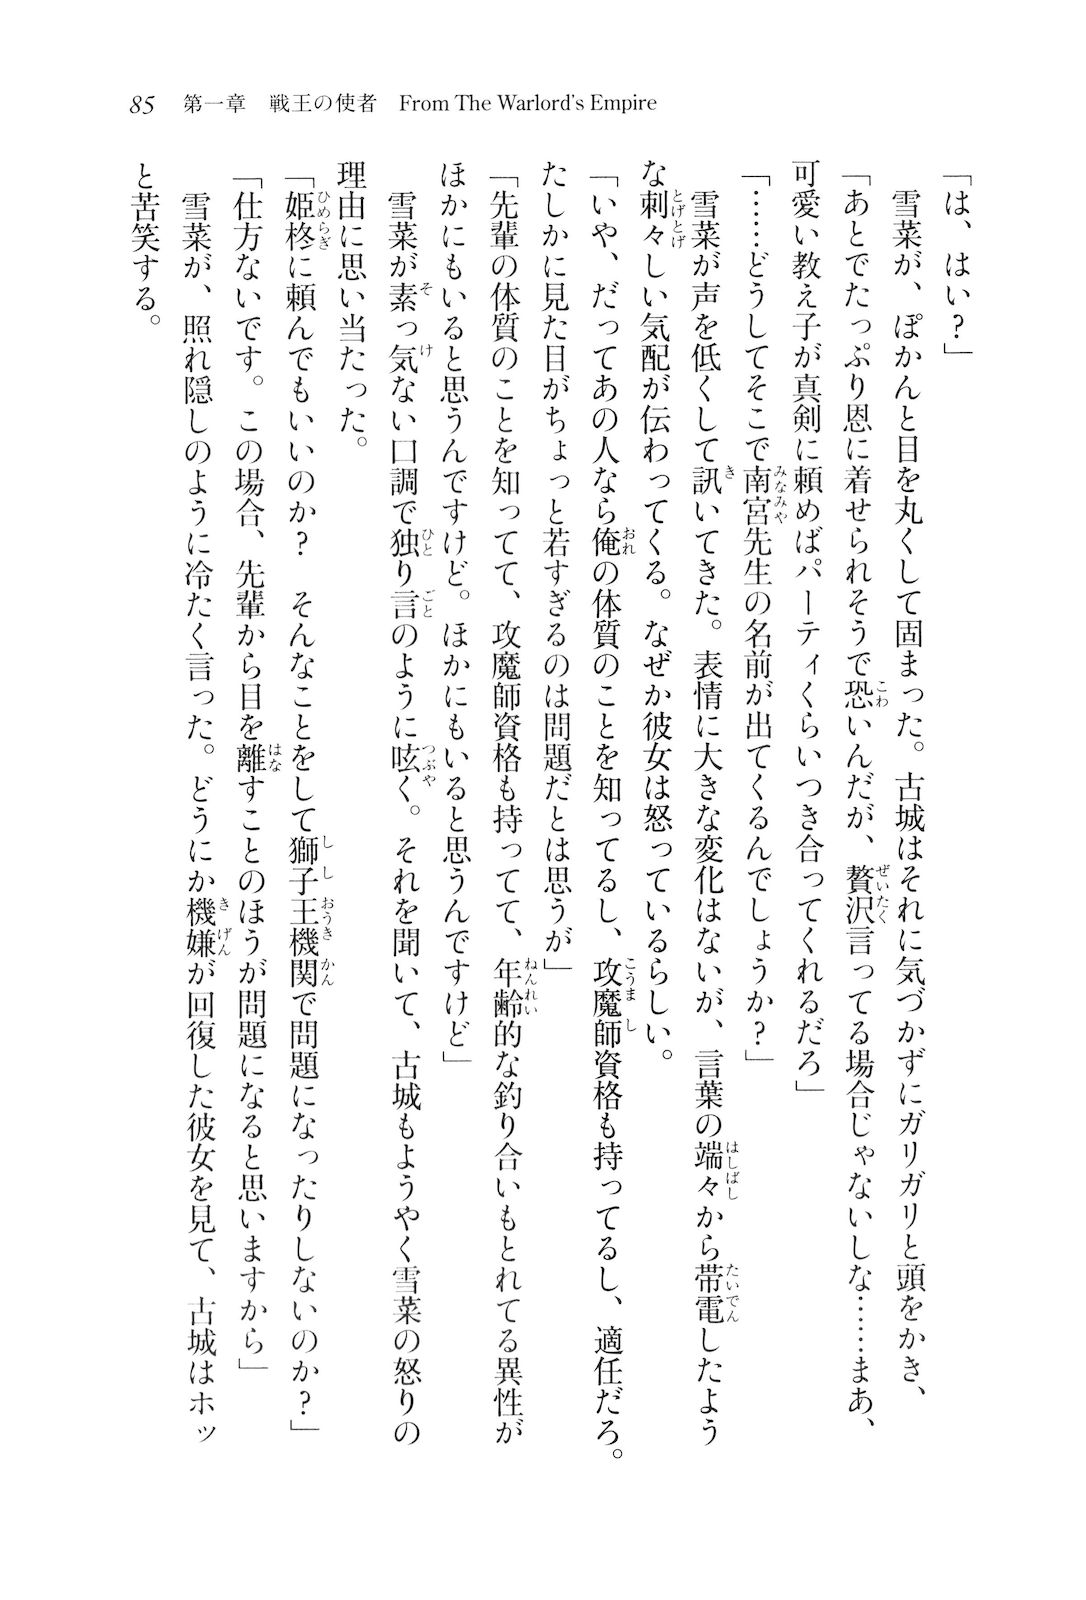 85　第一章　戦王の使者　From The Warlord's Empire
「は、はい？」
　雪菜が、ぽかんと目を丸くして固まった。古城はそれに気づかずにガリガリと頭をかき、
「あとでたっぷり恩に着せられそうで恐いんだが、贅沢言ってる場合じゃないしな……まあ、
可愛い教え子が真剣に頼めばパーティくらいつき合ってくれるだろ」
「……どうしてそこで南宮先生の名前が出てくるんでしょうか？」
　雪菜が声を低くして訊いてきた。表情に大きな変化はないが、言葉の端々から帯電したよう
な刺々しい気配が伝わってくる。なぜか彼女は怒っているらしい。
「いや、だってあの人なら俺の体質のことを知ってるし、攻魔師資格も持ってるし、適任だろ。
たしかに見た目がちょっと若すぎるのは問題だとは思うが」
「先輩の体質のことを知ってて、攻魔師資格も持ってて、年齢的な釣り合いもとれてる異性が
ほかにもいると思うんですけど。ほかにもいると思うんですけど」
　雪菜が素っ気ない口調で独り言のように呟く。それを聞いて、古城もようやく雪菜の怒りの
理由に思い当たった。
「姫柊に頼んでもいいのか？　そんなことをして獅子王機関で問題になったりしないのか？」
「仕方ないです。この場合、先輩から目を離すことのほうが問題になると思いますから」
　雪菜が、照れ隠しのように冷たく言った。どうにか機嫌が回復した彼女を見て、古城はホッ
と苦笑する。